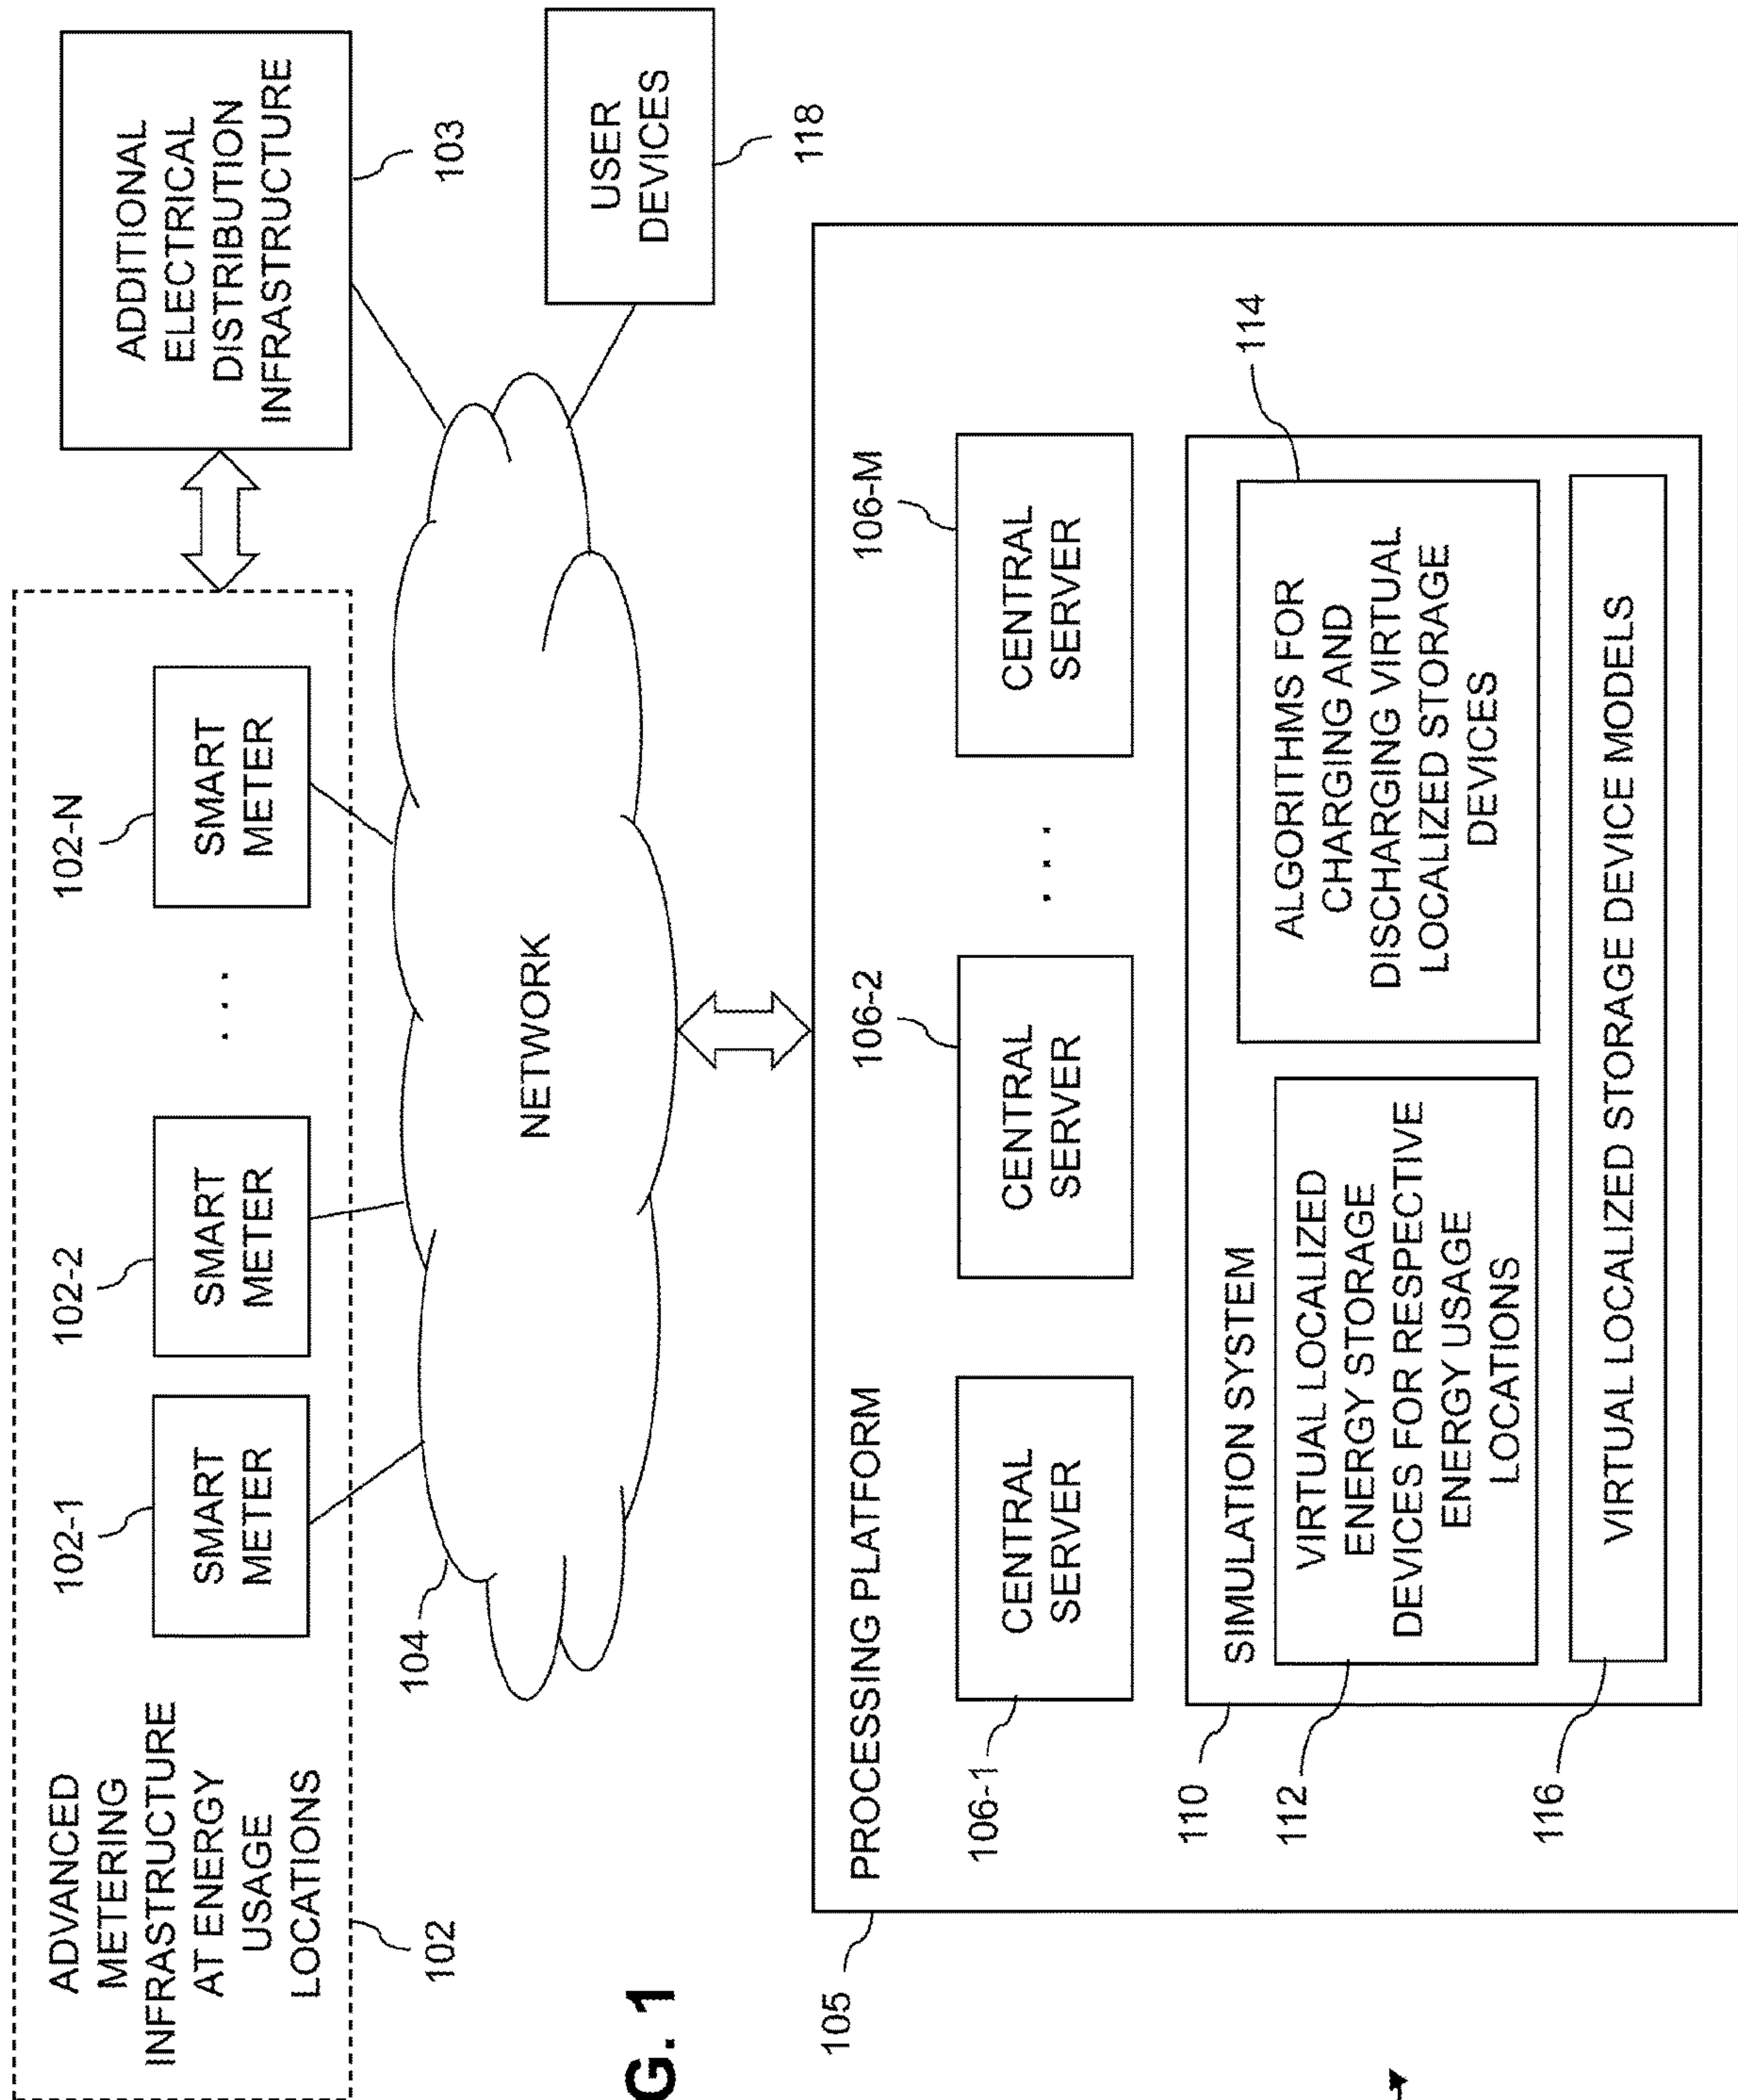 ADVANCED
METERING
INFRASTRUCTURE
AT ENERGY
USAGE
LOCATIONS
102
102-1
SMART
METER
102-2
SMART
METER
. . .
102-N
SMART
METER
ADDITIONAL
ELECTRICAL
DISTRIBUTION
INFRASTRUCTURE
103
104
NETWORK
USER
DEVICES
118
G. 1
105
PROCESSING PLATFORM
106-1
CENTRAL
SERVER
106-2
CENTRAL
SERVER
. . .
106-M
CENTRAL
SERVER
110
SIMULATION SYSTEM
112
VIRTUAL LOCALIZED
ENERGY STORAGE
DEVICES FOR RESPECTIVE
ENERGY USAGE
LOCATIONS
114
ALGORITHMS FOR
CHARGING AND
DISCHARGING VIRTUAL
LOCALIZED STORAGE
DEVICES
116
VIRTUAL LOCALIZED STORAGE DEVICE MODELS